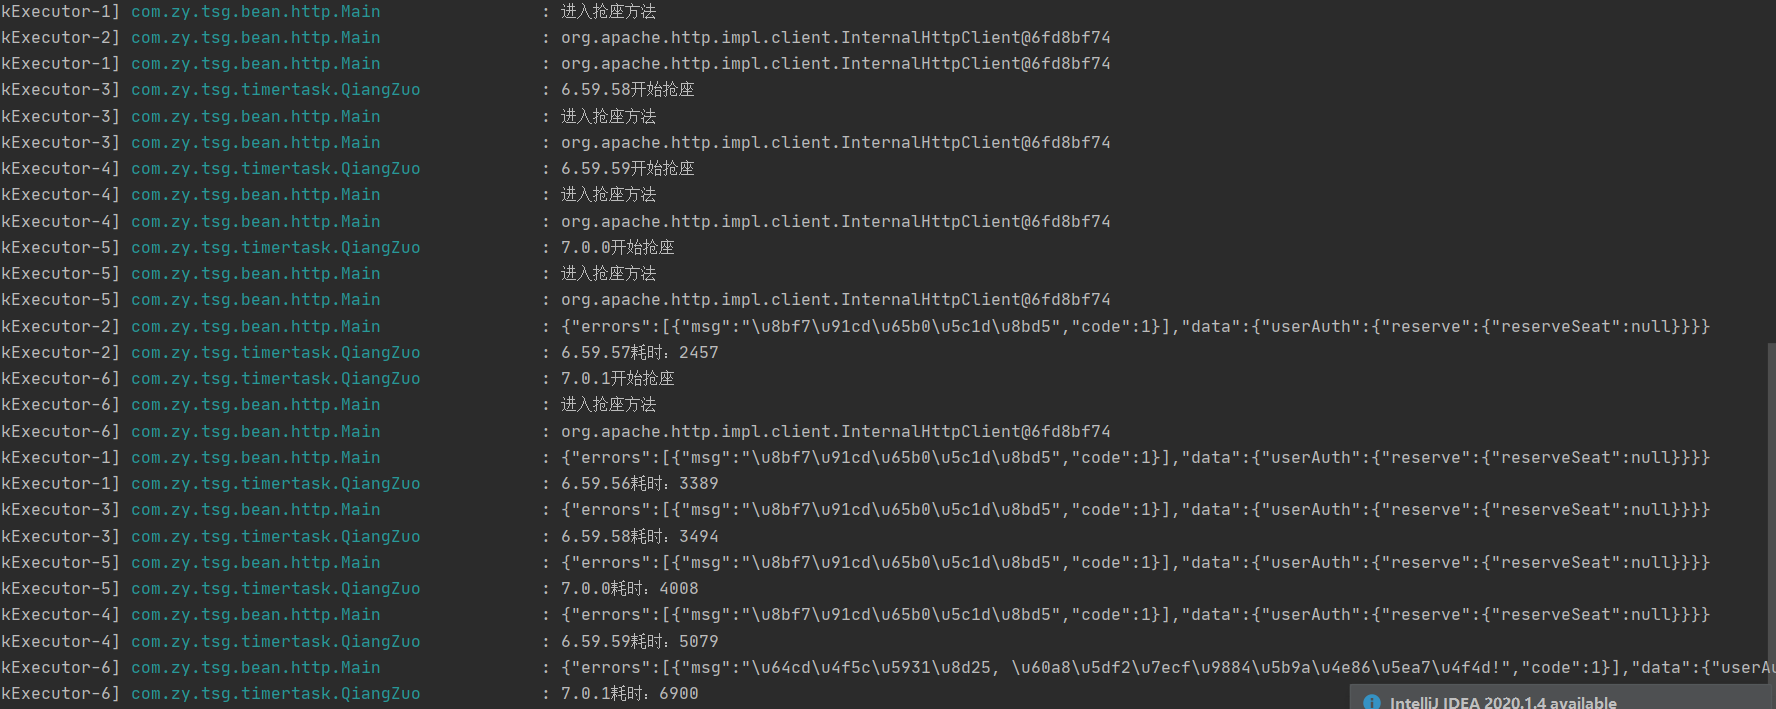 kExecutor-1] com.zy.tsg.bean.http.Main : 进入抢座方法
kExecutor-2] com.zy.tsg.bean.http.Main : org.apache.http.impl.client.InternalHttpClient@6fd8bf74
kExecutor-1] com.zy.tsg.bean.http.Main : org.apache.http.impl.client.InternalHttpClient@6fd8bf74
kExecutor-3] com.zy.tsg.timertask.QiangZuo : 6.59.58开始抢座
kExecutor-3] com.zy.tsg.bean.http.Main : 进入抢座方法
kExecutor-3] com.zy.tsg.bean.http.Main : org.apache.http.impl.client.InternalHttpClient@6fd8bf74
kExecutor-4] com.zy.tsg.timertask.QiangZuo : 6.59.59开始抢座
kExecutor-4] com.zy.tsg.bean.http.Main : 进入抢座方法
kExecutor-4] com.zy.tsg.bean.http.Main : org.apache.http.impl.client.InternalHttpClient@6fd8bf74
kExecutor-5] com.zy.tsg.timertask.QiangZuo : 7.0.0开始抢座
kExecutor-5] com.zy.tsg.bean.http.Main : 进入抢座方法
kExecutor-5] com.zy.tsg.bean.http.Main : org.apache.http.impl.client.InternalHttpClient@6fd8bf74
kExecutor-2] com.zy.tsg.bean.http.Main : {"errors":[{"msg":"\u8bf7\u91cd\u65b0\u5c1d\u8bd5","code":1}],"data":{"userAuth":{"reserve":{"reserveSeat":null}}}}
kExecutor-2] com.zy.tsg.timertask.QiangZuo : 6.59.57耗时：2457
kExecutor-6] com.zy.tsg.timertask.QiangZuo : 7.0.1开始抢座
kExecutor-6] com.zy.tsg.bean.http.Main : 进入抢座方法
kExecutor-6] com.zy.tsg.bean.http.Main : org.apache.http.impl.client.InternalHttpClient@6fd8bf74
kExecutor-1] com.zy.tsg.bean.http.Main : {"errors":[{"msg":"\u8bf7\u91cd\u65b0\u5c1d\u8bd5","code":1}],"data":{"userAuth":{"reserve":{"reserveSeat":null}}}}
kExecutor-1] com.zy.tsg.timertask.QiangZuo : 6.59.56耗时：3389
kExecutor-3] com.zy.tsg.bean.http.Main : {"errors":[{"msg":"\u8bf7\u91cd\u65b0\u5c1d\u8bd5","code":1}],"data":{"userAuth":{"reserve":{"reserveSeat":null}}}}
kExecutor-3] com.zy.tsg.timertask.QiangZuo : 6.59.58耗时：3494
kExecutor-5] com.zy.tsg.bean.http.Main : {"errors":[{"msg":"\u8bf7\u91cd\u65b0\u5c1d\u8bd5","code":1}],"data":{"userAuth":{"reserve":{"reserveSeat":null}}}}
kExecutor-5] com.zy.tsg.timertask.QiangZuo : 7.0.0耗时：4008
kExecutor-4] com.zy.tsg.bean.http.Main : {"errors":[{"msg":"\u8bf7\u91cd\u65b0\u5c1d\u8bd5","code":1}],"data":{"userAuth":{"reserve":{"reserveSeat":null}}}}
kExecutor-4] com.zy.tsg.timertask.QiangZuo : 6.59.59耗时：5079
kExecutor-6] com.zy.tsg.bean.http.Main : {"errors":[{"msg":"\u64cd\u4f5c\u5931\u8d25, \u60a8\u5df2\u7ecf\u9884\u5b9a\u4e86\u5ea7\u4f4d!","code":1}],"data":{"userA
kExecutor-6] com.zy.tsg.timertask.QiangZuo : 7.0.1耗时：6900
IntelliJ IDEA 2020.1.4 available